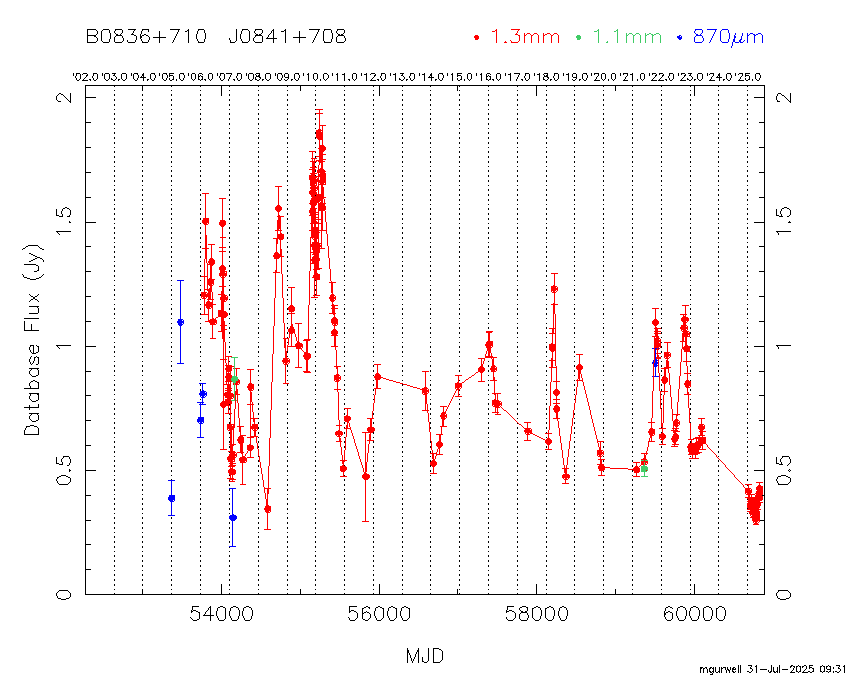 B0836+710 J0841+708 1.3mm 1.1mm 870µm
'02.0 '03.0 '04.0 '05.0 '06.0 '07.0 '08.0 '09.0 '10.0 '11.0 '12.0 '13.0 '14.0 '15.0 '16.0 '17.0 '18.0 '19.0 '20.0 '21.0 '22.0 '23.0 '24.0 '25.0
2 2
1.5 1.5
Database Flux (Jy)
1 1
0.5 0.5
0 0
54000 56000 58000 60000
MJD
mgurwell 31-Jul-2025 09:31